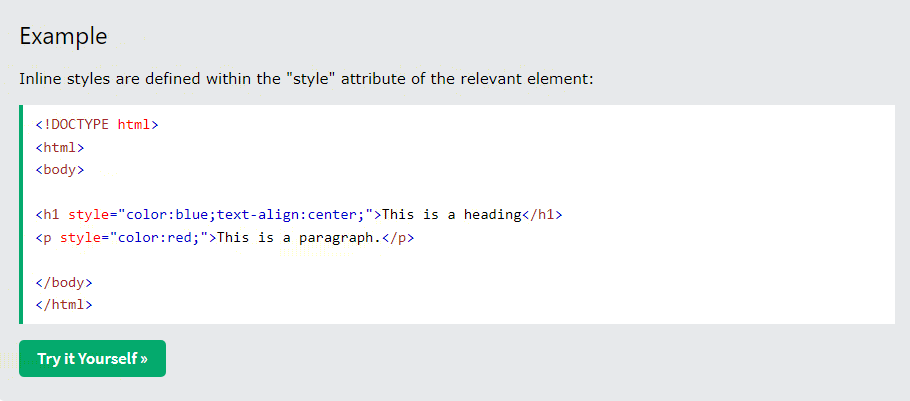 Example
Inline styles are defined within the "style" attribute of the relevant element:
<!DOCTYPE html>
<html>
<body>
<h1 style="color:blue;text-align:center;">This is a heading</h1>
<p style="color:red;">This is a paragraph.</p>
</body>
</html>
Try it Yourself »